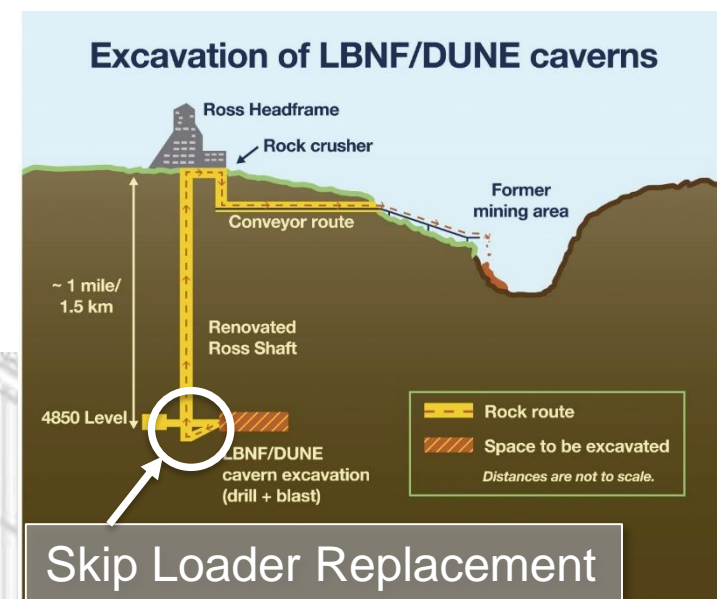 Excavation of LBNF/DUNE caverns
Ross Headframe
Rock crusher
Former
mining area
Conveyor route
~ 1 mile/
1.5 km
Renovated
Ross Shaft
4850 Level
LBNF/DUNE
cavern excavation
(drill + blast)
Rock route
Space to be excavated
Distances are not to scale.
Skip Loader Replacement